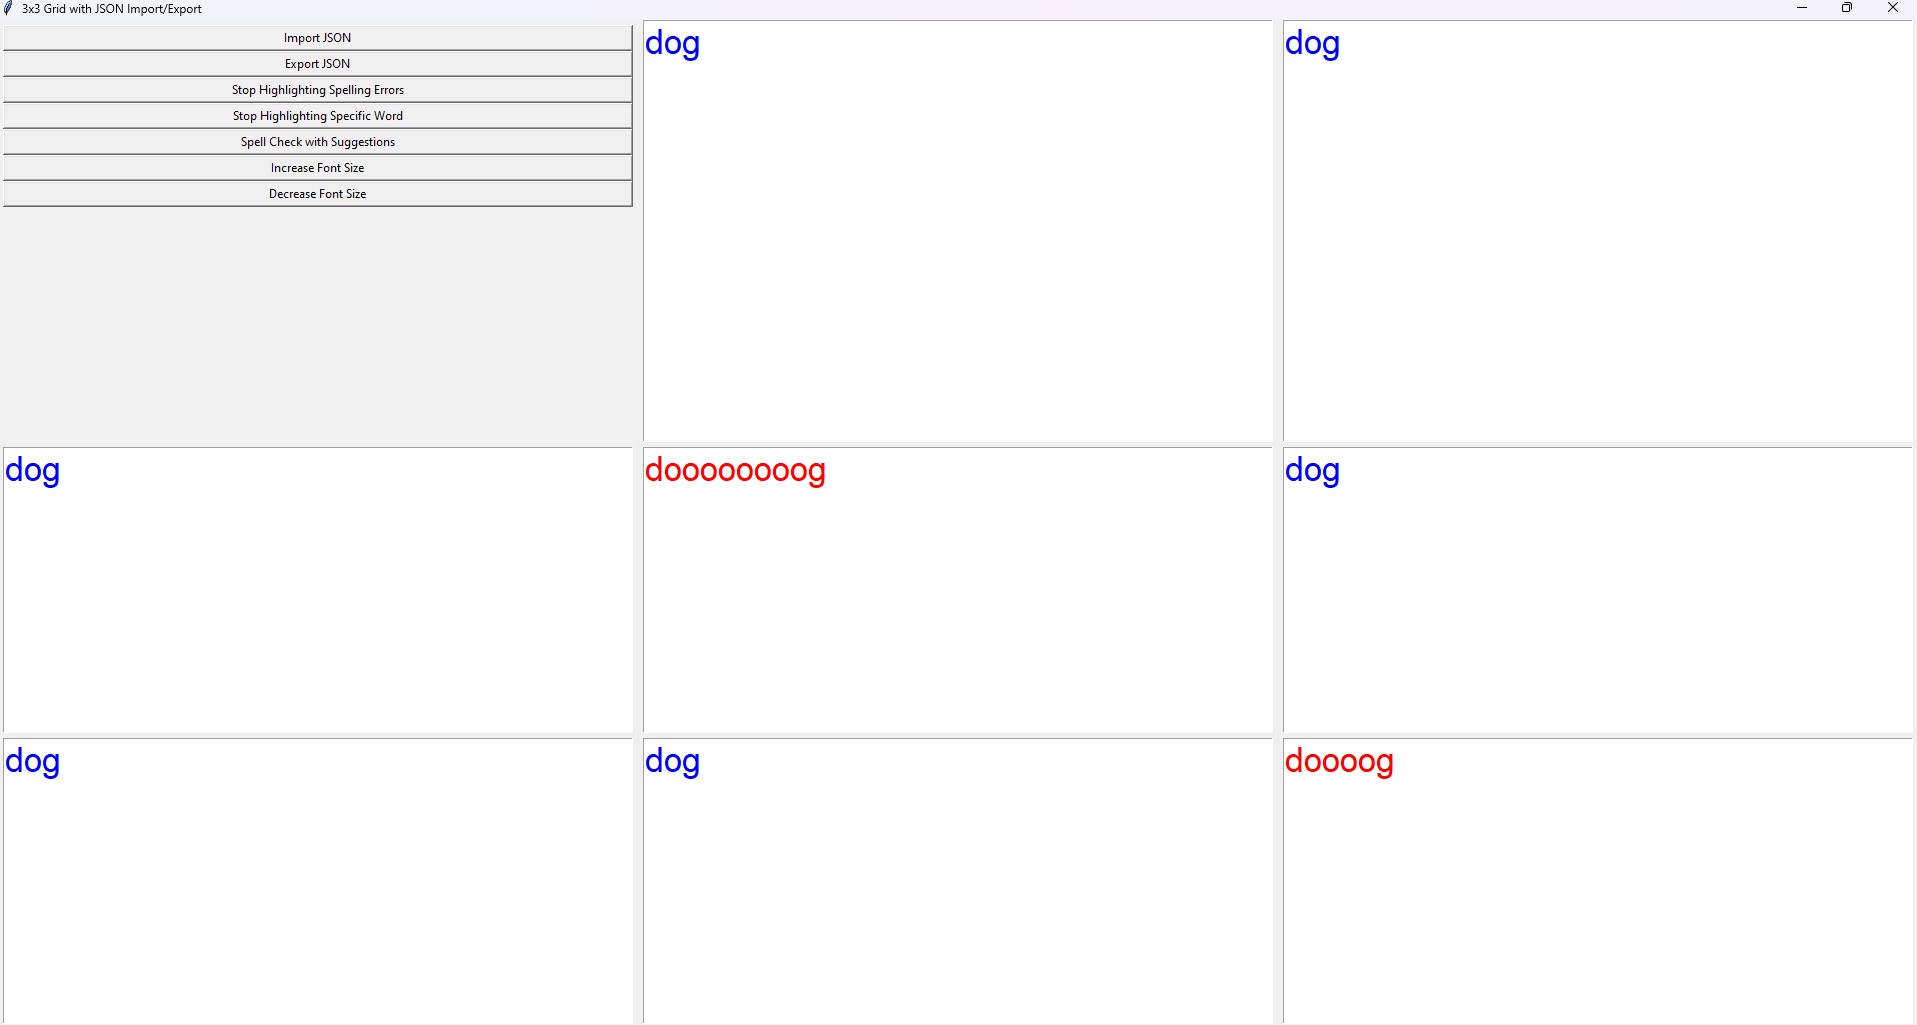 3x3 Grid with JSON Import/Export
Import JSON
Export JSON
Stop Highlighting Spelling Errors
Stop Highlighting Specific Word
Spell Check with Suggestions
Increase Font Size
Decrease Font Size
dog
dog
dog
doooooooog
dog
dog
dog
doooog